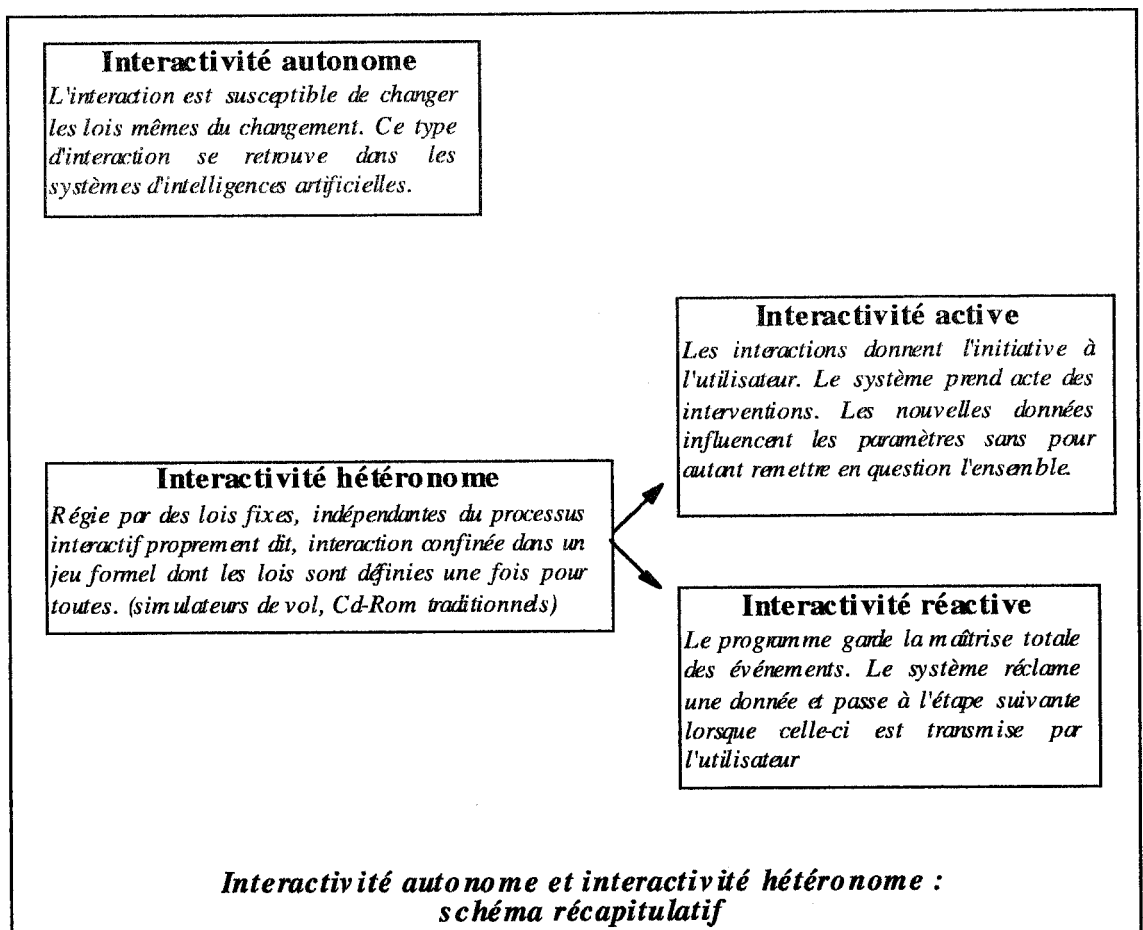 Interactivité autonome
L'interaction est susceptible de changer
les lois mêmes du changement. Ce type
d'interaction se retrouve dans les
systèmes d'intelligences artificielles.
Interactivité active
Les interactions donnent l'initiative à
l'utilisateur. Le système prend acte des
interventions. Les nouvelles données
influencent les paramètres sans pour
autant remettre en question l'ensemble.
Interactivité hétéronome
Régie par des lois fixes, indépendantes du processus
interactif proprement dit, interaction confinée dans un
jeu formel dont les lois sont définies une fois pour
toutes. (simulateurs de vol, Cd-Rom traditionnels)
Interactivité réactive
Le programme garde la maîtrise totale
des événements. Le système réclame
une donnée et passe à l'étape suivante
lorsque celle-ci est transmise par
l'utilisateur
Interactivité autonome et interactivité hétéronome :
schéma récapitulatif